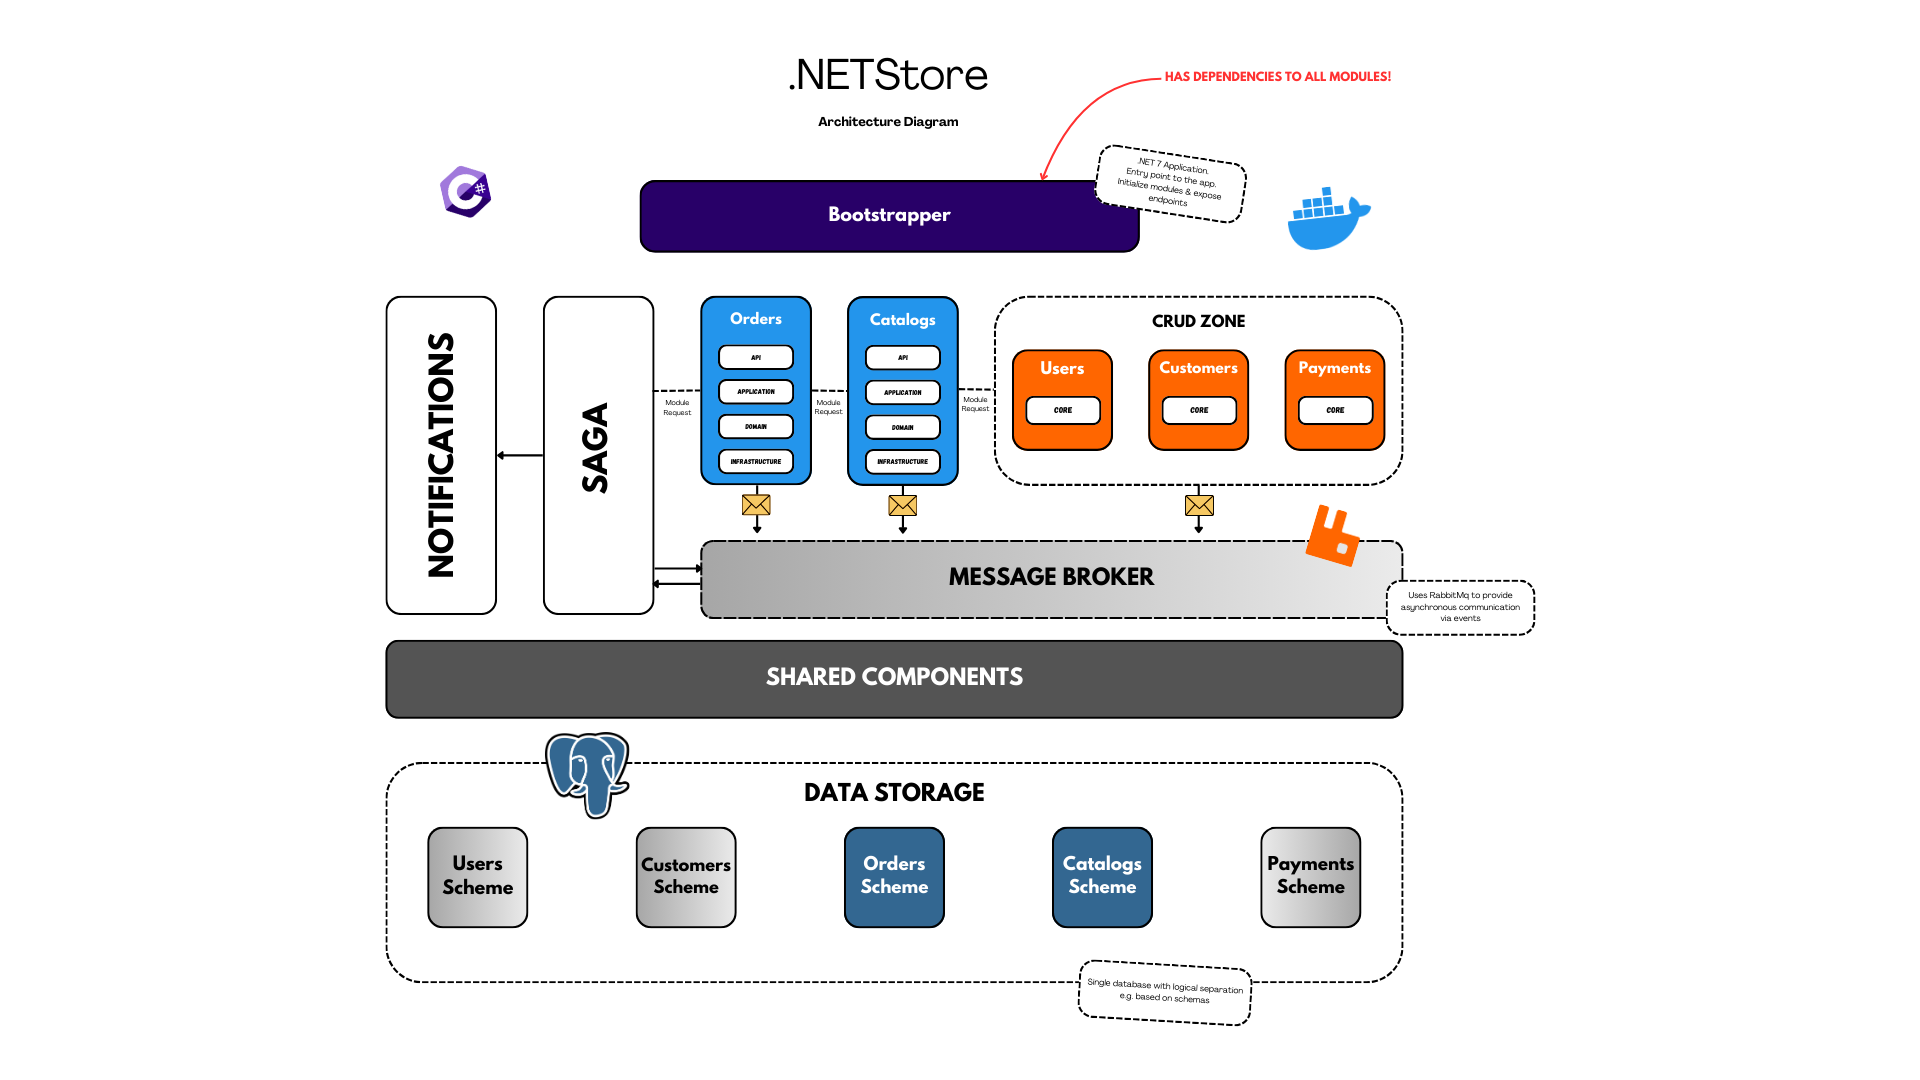 .NETStore
Architecture Diagram
HAS DEPENDENCIES TO ALL MODULES!
.NET 7 Application.
Entry point to the app.
Initialize modules & expose
endpoints
C#
Bootstrapper
NOTIFICATIONS
SAGA
Module
Request
Orders
API
APPLICATION
DOMAIN
INFRASTRUCTURE
Module
Request
Catalogs
API
APPLICATION
DOMAIN
INFRASTRUCTURE
Module
Request
CRUD ZONE
Users
CORE
Customers
CORE
Payments
CORE
MESSAGE BROKER
Uses RabbitMq to provide
asynchronous communication
via events
SHARED COMPONENTS
DATA STORAGE
Users
Scheme
Customers
Scheme
Orders
Scheme
Catalogs
Scheme
Payments
Scheme
Single database with logical separation
e.g. based on schemas